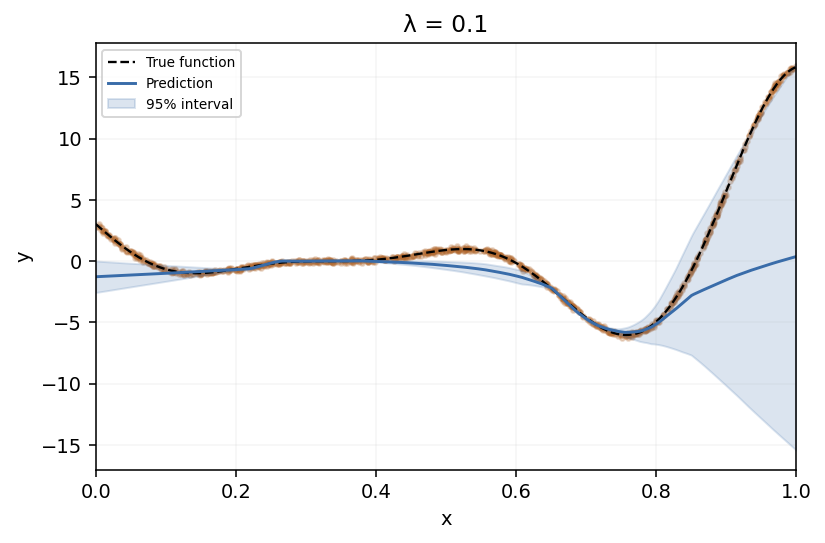 λ = 0.1
True function
Prediction
95% interval
y
15
10
5
0
−5
−10
−15
0.0 0.2 0.4 0.6 0.8 1.0
x